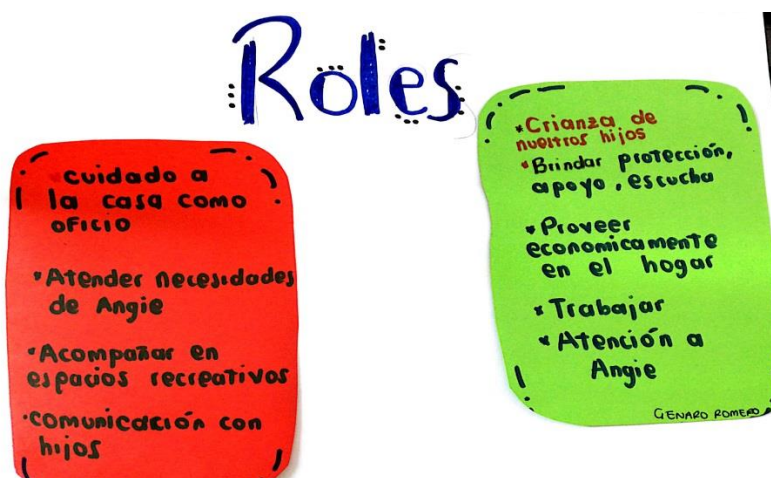 Roles
*cuidado a
la casa como
oficio
*Atender necesidades
de Angie
*Acompañar en
espacios recreativos
*comunicación con
hijos
*Crianza de
nuestros hijos
*Brindar protección,
apoyo, escucha
*Proveer
economicamente
en el hogar
*Trabajar
*Atención a
Angie
GENARO ROMERO